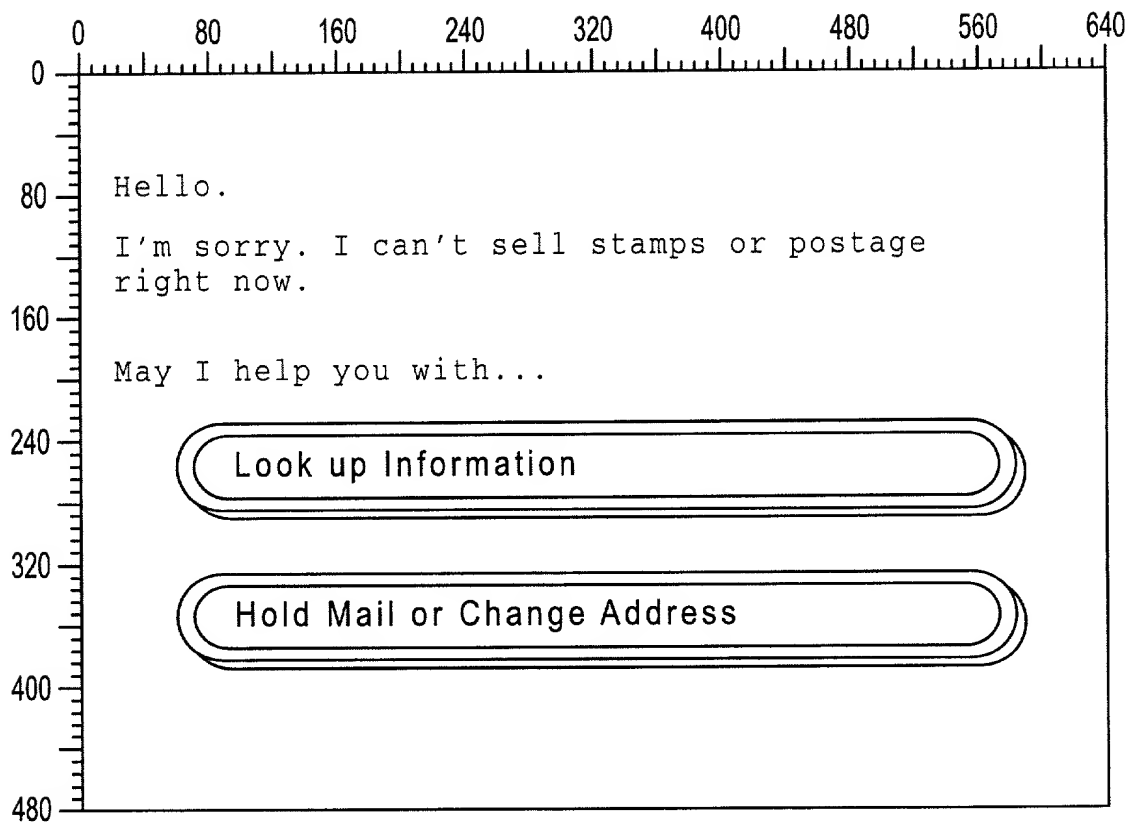 0 80 160 240 320 400 480 560 640
0
80
Hello.
I'm sorry. I can't sell stamps or postage
right now.
160
May I help you with...
240
Look up Information
320
Hold Mail or Change Address
400
480